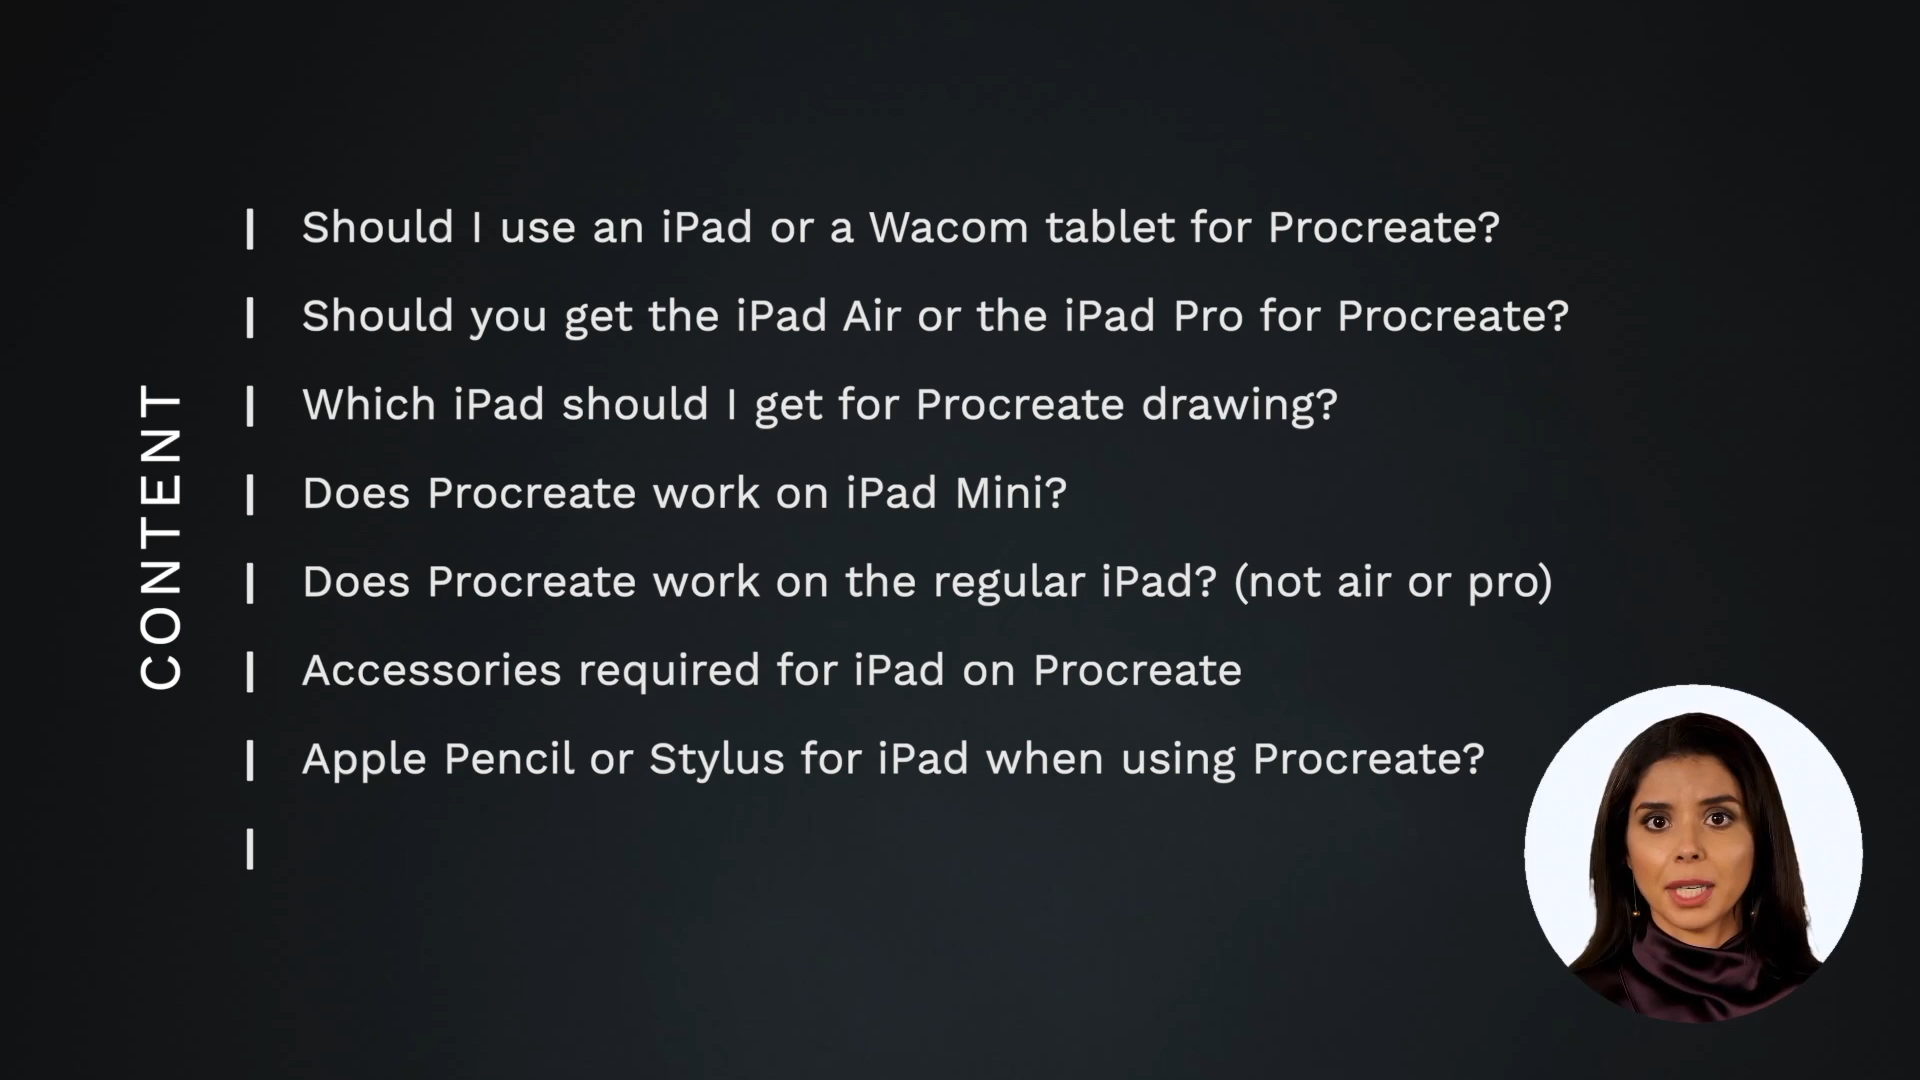 CONTENT
Should I use an iPad or a Wacom tablet for Procreate?
Should you get the iPad Air or the iPad Pro for Procreate?
Which iPad should I get for Procreate drawing?
Does Procreate work on iPad Mini?
Does Procreate work on the regular iPad? (not air or pro)
Accessories required for iPad on Procreate
Apple Pencil or Stylus for iPad when using Procreate?